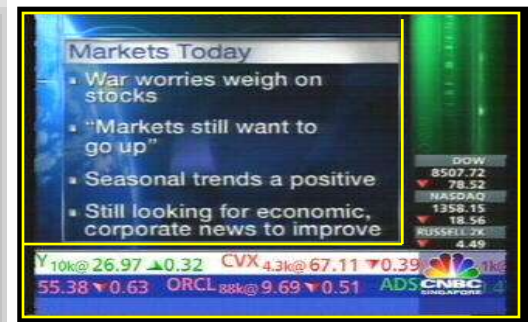 Markets Today
▪ War worries weigh on
stocks
▪ “Markets still want to
go up”
▪ Seasonal trends a positive
▪ Still looking for economic,
corporate news to improve
DOW
8507.72
▼ 78.52
NASDAQ
1358.15
▼ 18.56
RUSSELL 2K
▼ 4.49
Y 10k@ 26.97 ▲0.32 CVX 4.3k@ 67.11 ▼0.39
55.38 ▼0.63 ORCL 88k@ 9.69 ▼0.51 ADS
CNBC
SINGAPORE